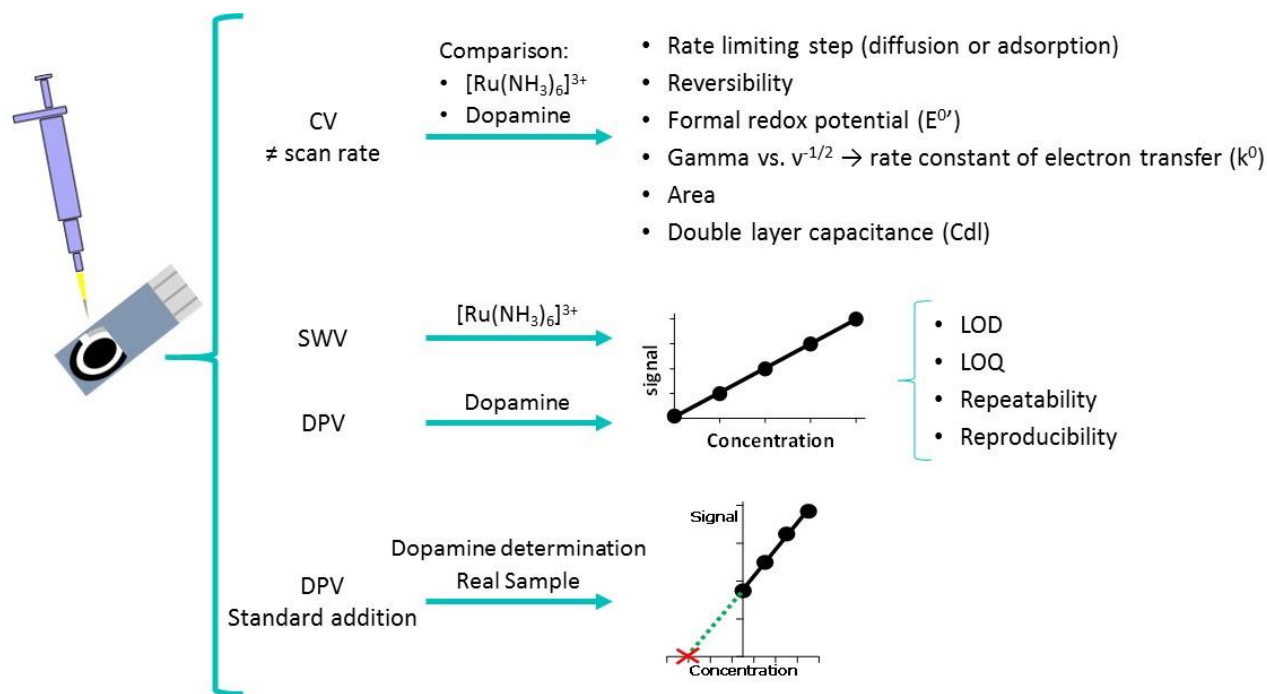 CV
≠ scan rate
Comparison:
• [Ru(NH₃)₆]³⁺
• Dopamine
• Rate limiting step (diffusion or adsorption)
• Reversibility
• Formal redox potential (E⁰’)
• Gamma vs. ν⁻¹/² → rate constant of electron transfer (k⁰)
• Area
• Double layer capacitance (Cdl)
SWV
[Ru(NH₃)₆]³⁺
DPV
Dopamine
signal
Concentration
• LOD
• LOQ
• Repeatability
• Reproducibility
DPV
Standard addition
Dopamine determination
Real Sample
Signal
Concentration